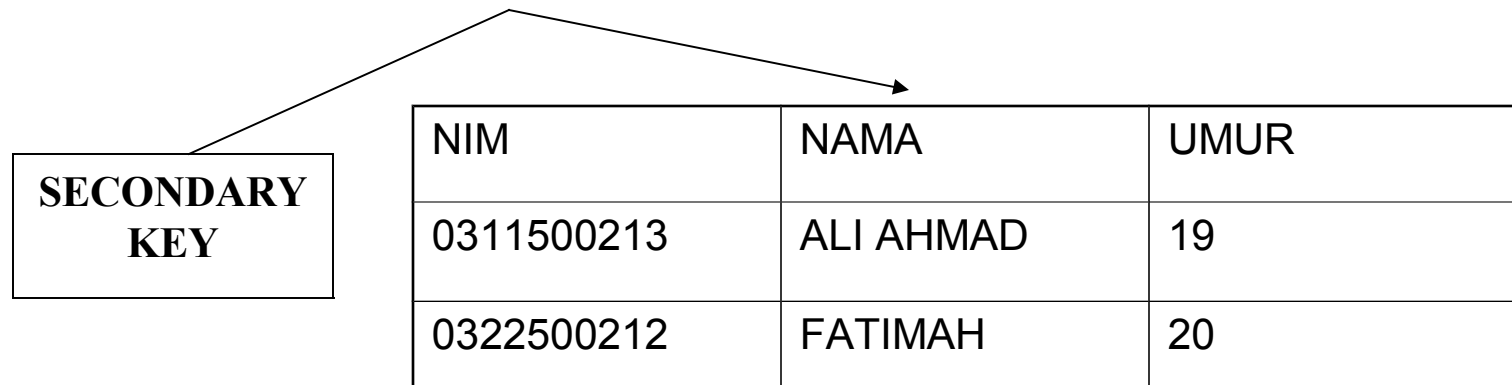 SECONDARY
KEY
NIM NAMA UMUR
0311500213 ALI AHMAD 19
0322500212 FATIMAH 20